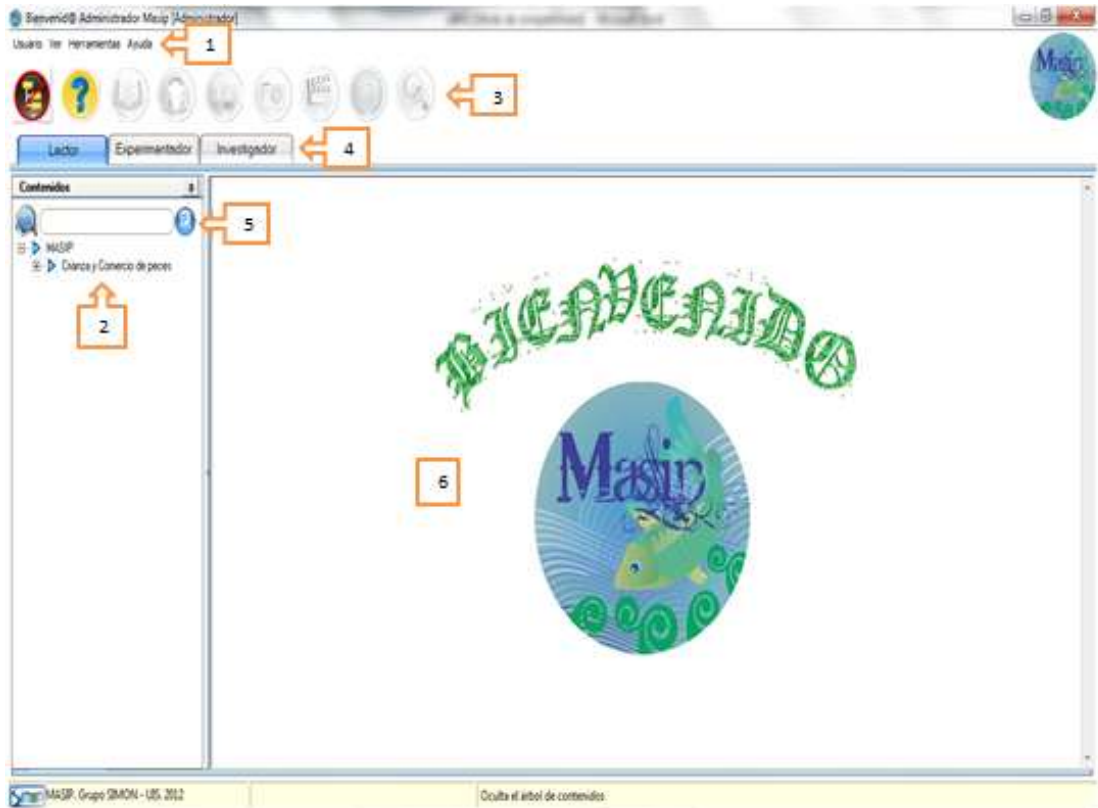 Bienvenid@ Administrador Masip [Administrador]
Usuario Ver Herramientas Ayuda
1
Masip
3
Lector Experimentador Investigador
4
Contenidos
5
MASIP
Crianza y Comercio de peces
2
BIENVENIDO
Masip
6
MASIP. Grupo SIMON - UIS. 2012
Oculta el árbol de contenidos